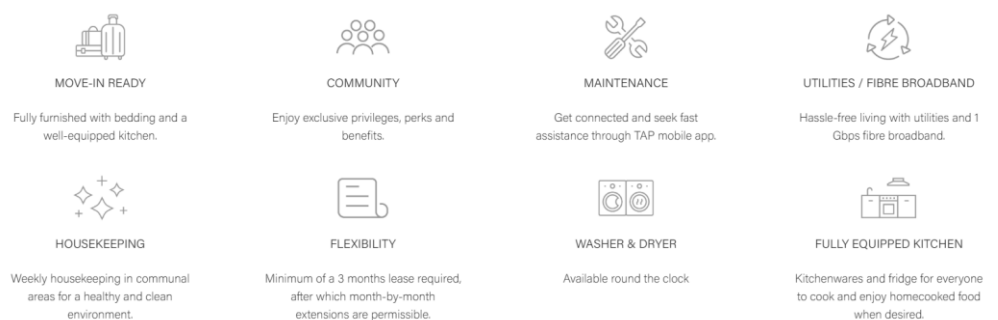 MOVE-IN READY
Fully furnished with bedding and a
well-equipped kitchen.
COMMUNITY
Enjoy exclusive privileges, perks and
benefits.
MAINTENANCE
Get connected and seek fast
assistance through TAP mobile app.
UTILITIES / FIBRE BROADBAND
Hassle-free living with utilities and 1
Gbps fibre broadband.
HOUSEKEEPING
Weekly housekeeping in communal
areas for a healthy and clean
environment.
FLEXIBILITY
Minimum of a 3 months lease required,
after which month-by-month
extensions are permissible.
WASHER & DRYER
Available round the clock
FULLY EQUIPPED KITCHEN
Kitchenwares and fridge for everyone
to cook and enjoy homecooked food
when desired.